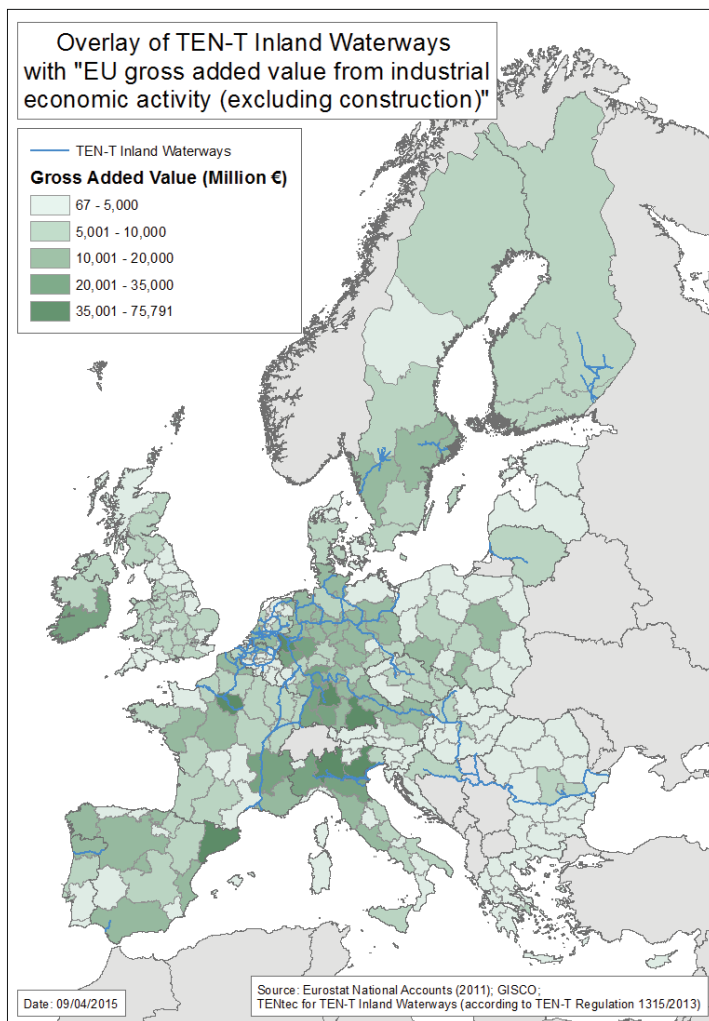 Overlay of TEN-T Inland Waterways
with "EU gross added value from industrial
economic activity (excluding construction)"
TEN-T Inland Waterways
Gross Added Value (Million €)
67 - 5,000
5,001 - 10,000
10,001 - 20,000
20,001 - 35,000
35,001 - 75,791
Date: 09/04/2015
Source: Eurostat National Accounts (2011); GISCO;
TENtec for TEN-T Inland Waterways (according to TEN-T Regulation 1315/2013)